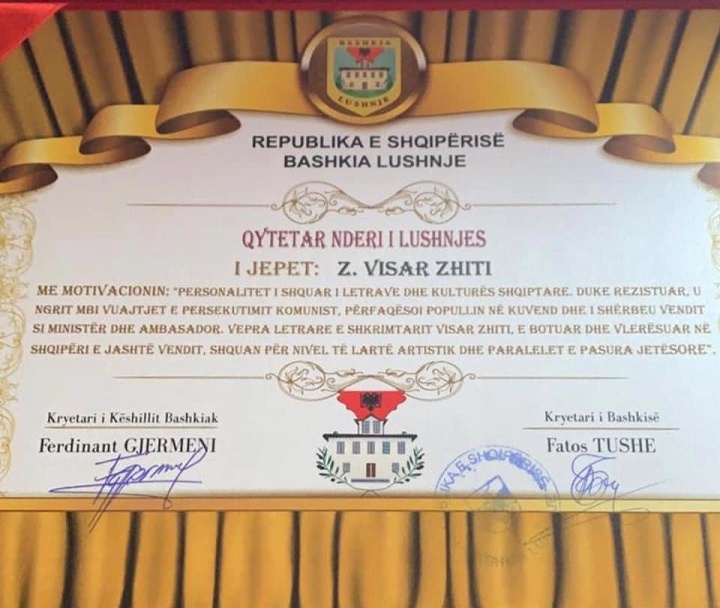 BASHKIA
LUSHNJE
REPUBLIKA E SHQIPËRISË
BASHKIA LUSHNJE
QYTETAR NDERI I LUSHNJES
I JEPET: Z. VISAR ZHITI
ME MOTIVACIONIN: "PERSONALITET I SHQUAR I LETRAVE DHE KULTURËS SHQIPTARE. DUKE REZISTUAR, U
NGRIT MBI VUAJTJET E PERSEKUTIMIT KOMUNIST, PËRFAQËSOI POPULLIN NË KUVEND DHE I SHËRBEU VENDIT
SI MINISTËR DHE AMBASADOR. VEPRA LETRARE E SHKRIMTARIT VISAR ZHITI, E BOTUAR DHE VLERËSUAR NË
SHQIPËRI E JASHTË VENDIT, SHQUAN PËR NIVEL TË LARTË ARTISTIK DHE PARALELET E PASURA JETËSORE".
Kryetari i Këshillit Bashkiak
Ferdinant GJERMENI
Kryetari i Bashkisë
Fatos TUSHE
E SHQIPËRISË